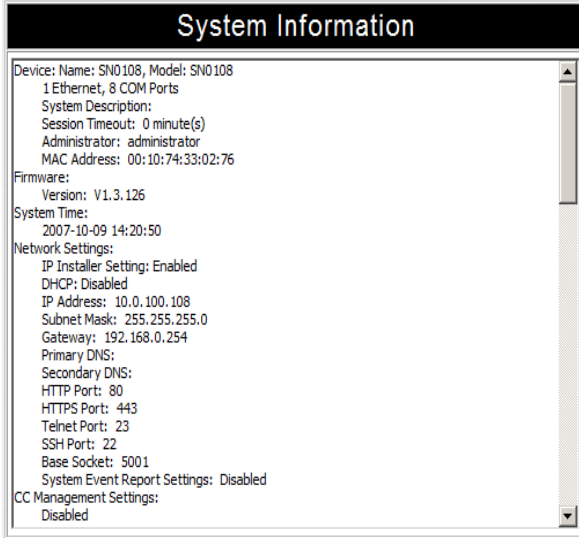 System Information
Device: Name: SN0108, Model: SN0108
1 Ethernet, 8 COM Ports
System Description:
Session Timeout: 0 minute(s)
Administrator: administrator
MAC Address: 00:10:74:33:02:76
Firmware:
Version: V1.3.126
System Time:
2007-10-09 14:20:50
Network Settings:
IP Installer Setting: Enabled
DHCP: Disabled
IP Address: 10.0.100.108
Subnet Mask: 255.255.255.0
Gateway: 192.168.0.254
Primary DNS:
Secondary DNS:
HTTP Port: 80
HTTPS Port: 443
Telnet Port: 23
SSH Port: 22
Base Socket: 5001
System Event Report Settings: Disabled
CC Management Settings:
Disabled